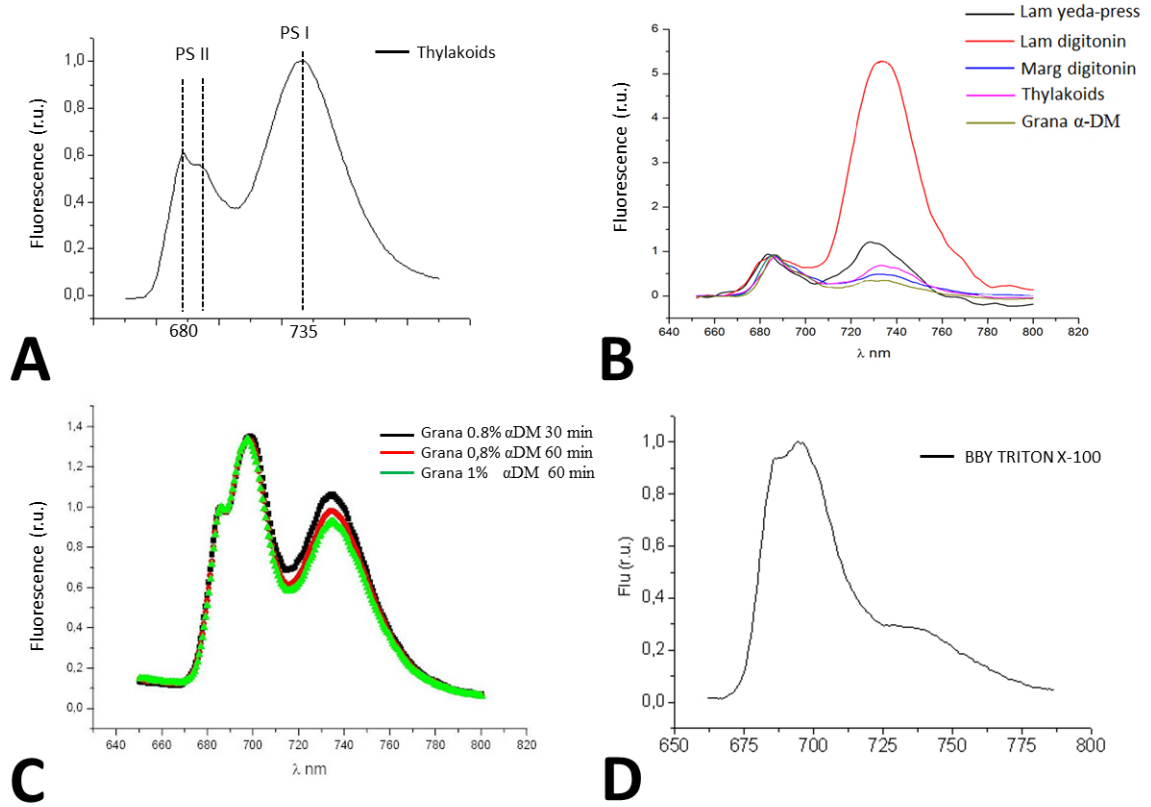 PS II
PS I
Thylakoids
Fluorescence (r.u.)
1,0
0,8
0,6
0,4
0,2
0,0
680
735
A
Lam yeda-press
Lam digitonin
Marg digitonin
Thylakoids
Grana α-DM
Fluorescence (r.u.)
6
5
4
3
2
1
0
640 660 680 700 720 740 760 780 800 820
λ nm
B
Grana 0.8% αDM 30 min
Grana 0,8% αDM 60 min
Grana 1% αDM 60 min
Fluorescence (r.u.)
1,4
1,2
1,0
0,8
0,6
0,4
0,2
0,0
640 660 680 700 720 740 760 780 800 820
λ nm
C
BBY TRITON X-100
Flu (r.u.)
1,0
0,8
0,6
0,4
0,2
0,0
650 675 700 725 750 775 800
D